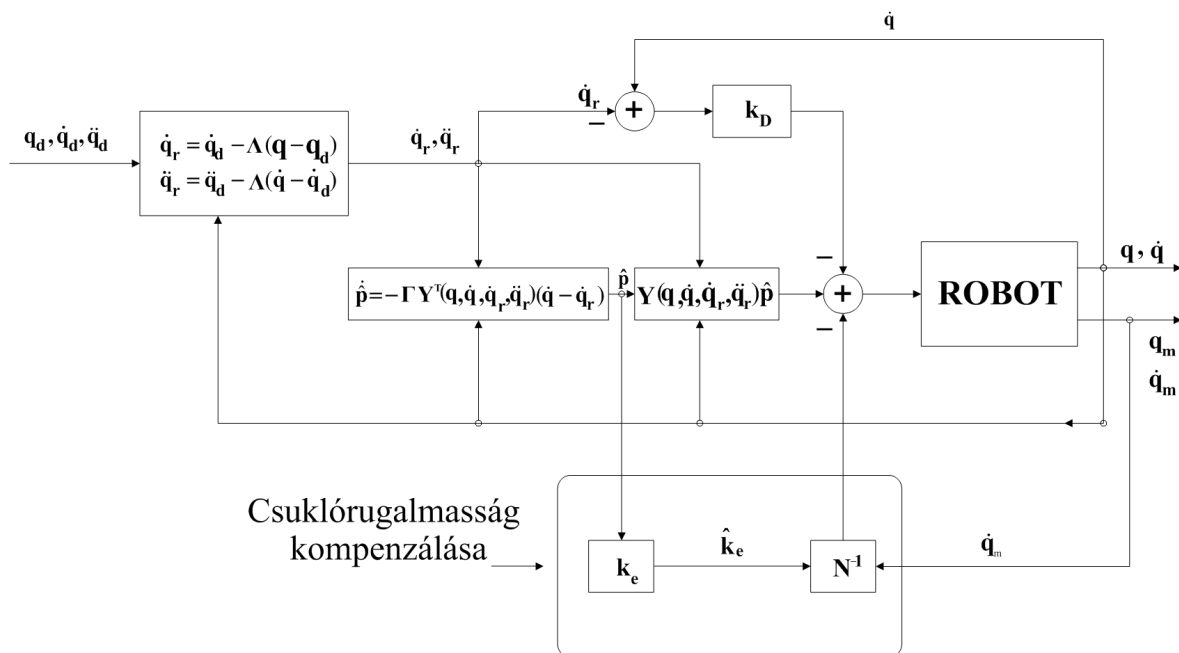 q̇
q_d, q̇_d, q̈_d
q̇_r = q̇_d − Λ(q − q_d)
q̈_r = q̈_d − Λ(q̇ − q̇_d)
q̇_r, q̈_r
q̇_r
−
+
k_D
p̂̇ = −ΓY^T(q, q̇, q̇_r, q̈_r)(q̇ − q̇_r)
p̂
Y(q, q̇, q̇_r, q̈_r)p̂
−
+
−
ROBOT
q, q̇
q_m
q̇_m
Csuklórugalmasság
kompenzálása
k_e
k̂_e
N^-1
q̇_m